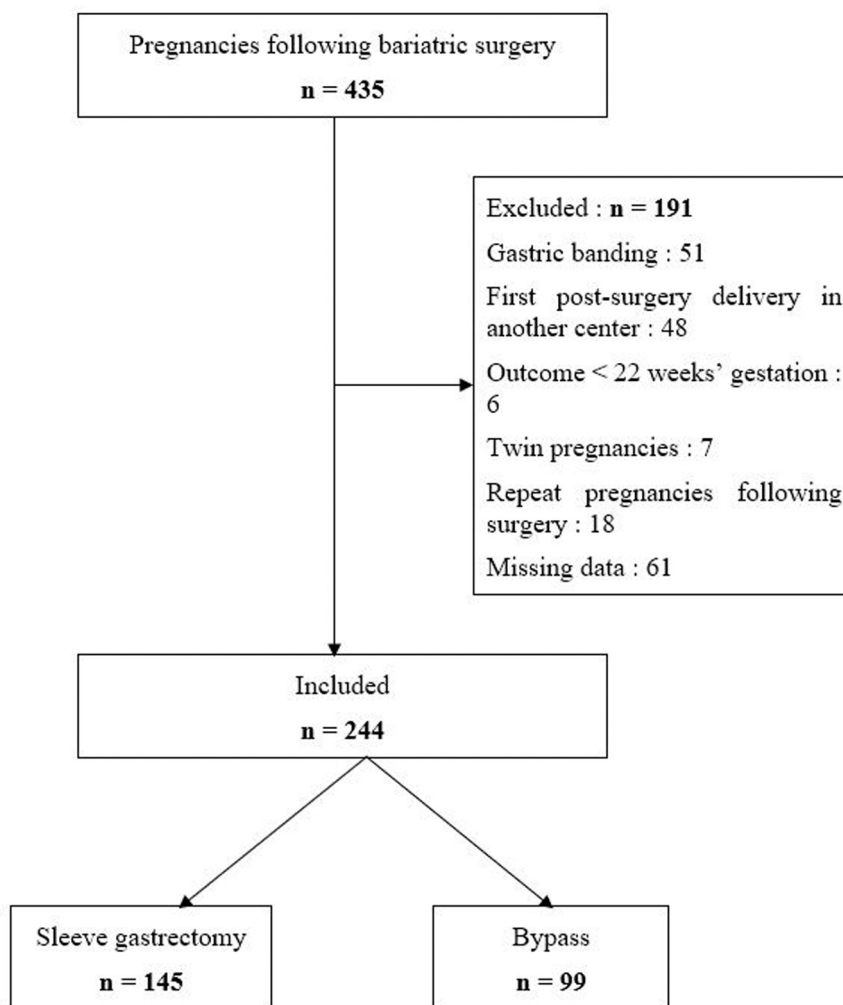 Pregnancies following bariatric surgery
n = 435
Excluded : n = 191
Gastric banding : 51
First post-surgery delivery in
another center : 48
Outcome < 22 weeks’ gestation :
6
Twin pregnancies : 7
Repeat pregnancies following
surgery : 18
Missing data : 61
Included
n = 244
Sleeve gastrectomy
n = 145
Bypass
n = 99